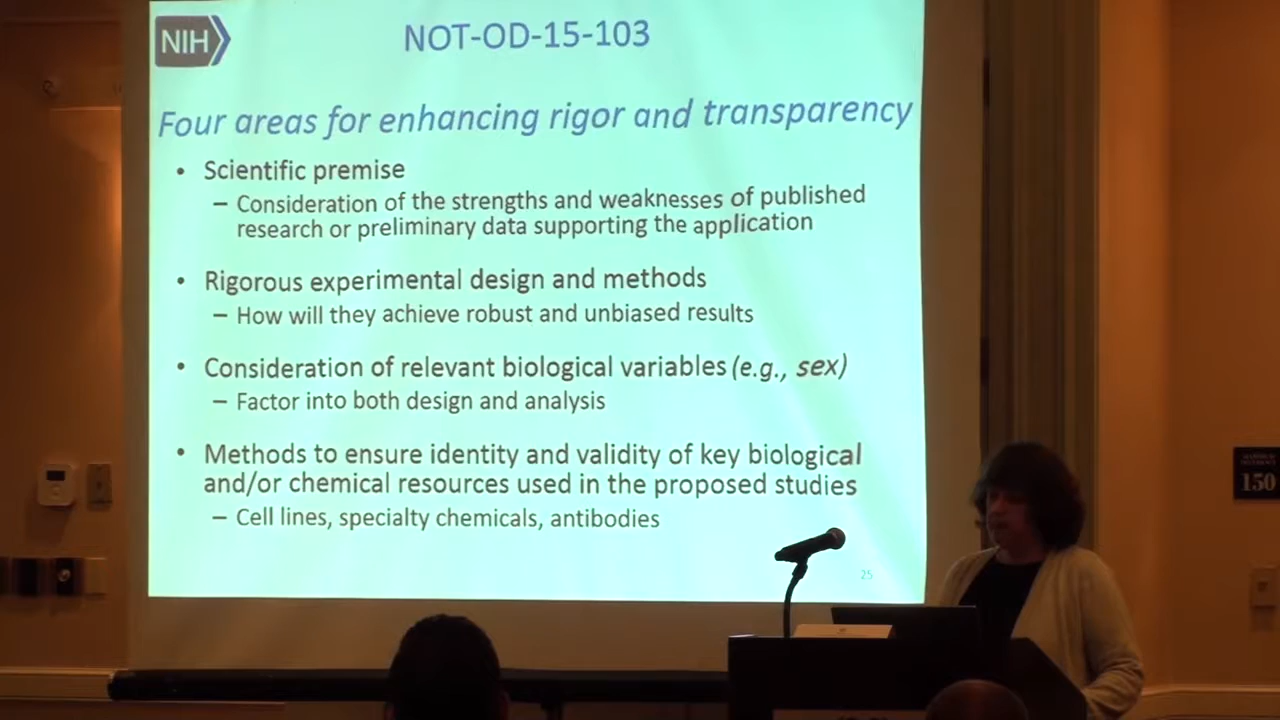 NIH
NOT-OD-15-103
Four areas for enhancing rigor and transparency
• Scientific premise
– Consideration of the strengths and weaknesses of published
research or preliminary data supporting the application
• Rigorous experimental design and methods
– How will they achieve robust and unbiased results
• Consideration of relevant biological variables (e.g., sex)
– Factor into both design and analysis
• Methods to ensure identity and validity of key biological
and/or chemical resources used in the proposed studies
– Cell lines, specialty chemicals, antibodies
25
150